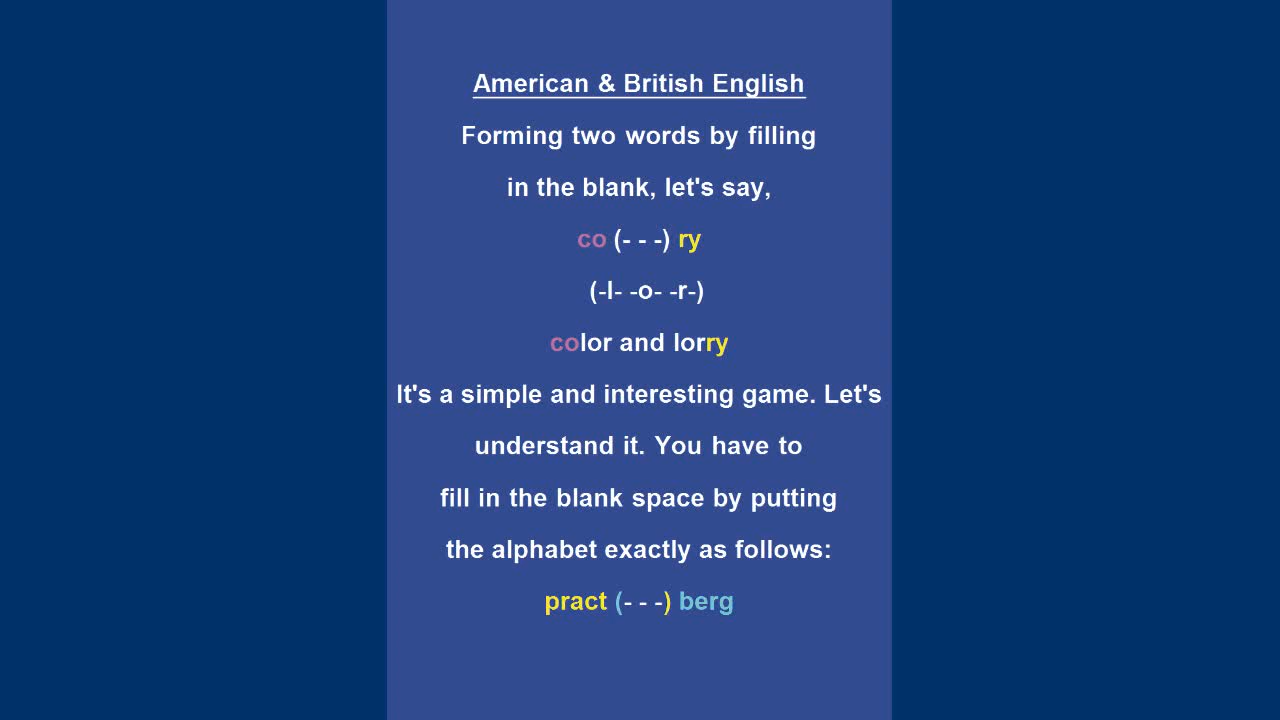 American & British English
Forming two words by filling
in the blank, let's say,
co (- - -) ry
(-l- -o- -r-)
color and lorry
It's a simple and interesting game. Let's
understand it. You have to
fill in the blank space by putting
the alphabet exactly as follows:
pract (- - -) berg